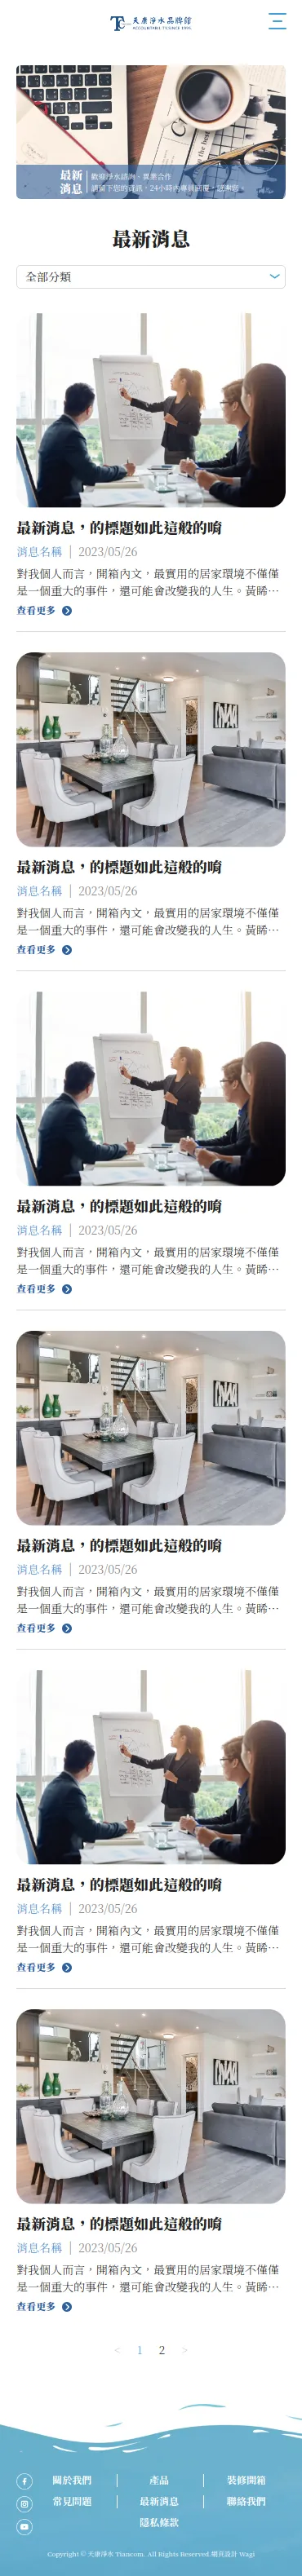 天康淨水品牌館
最新
消息
歡迎淨水諮詢、異業合作
請留下您的資訊，24小時內專員回覆，感謝您。
最新消息
全部分類
最新消息，的標題如此這般的唷
消息名稱｜2023/05/26
對我個人而言，開箱內文，最實用的居家環境不僅僅
是一個重大的事件，還可能會改變我的人生。黃晞⋯
查看更多
最新消息，的標題如此這般的唷
消息名稱｜2023/05/26
對我個人而言，開箱內文，最實用的居家環境不僅僅
是一個重大的事件，還可能會改變我的人生。黃晞⋯
查看更多
最新消息，的標題如此這般的唷
消息名稱｜2023/05/26
對我個人而言，開箱內文，最實用的居家環境不僅僅
是一個重大的事件，還可能會改變我的人生。黃晞⋯
查看更多
最新消息，的標題如此這般的唷
消息名稱｜2023/05/26
對我個人而言，開箱內文，最實用的居家環境不僅僅
是一個重大的事件，還可能會改變我的人生。黃晞⋯
查看更多
最新消息，的標題如此這般的唷
消息名稱｜2023/05/26
對我個人而言，開箱內文，最實用的居家環境不僅僅
是一個重大的事件，還可能會改變我的人生。黃晞⋯
查看更多
最新消息，的標題如此這般的唷
消息名稱｜2023/05/26
對我個人而言，開箱內文，最實用的居家環境不僅僅
是一個重大的事件，還可能會改變我的人生。黃晞⋯
查看更多
< 1 2 >
關於我們 產品 裝修開箱
常見問題 最新消息 聯絡我們
隱私條款
Copyright © 天康淨水 Tiancom. All Rights Reserved.網頁設計 Wagi